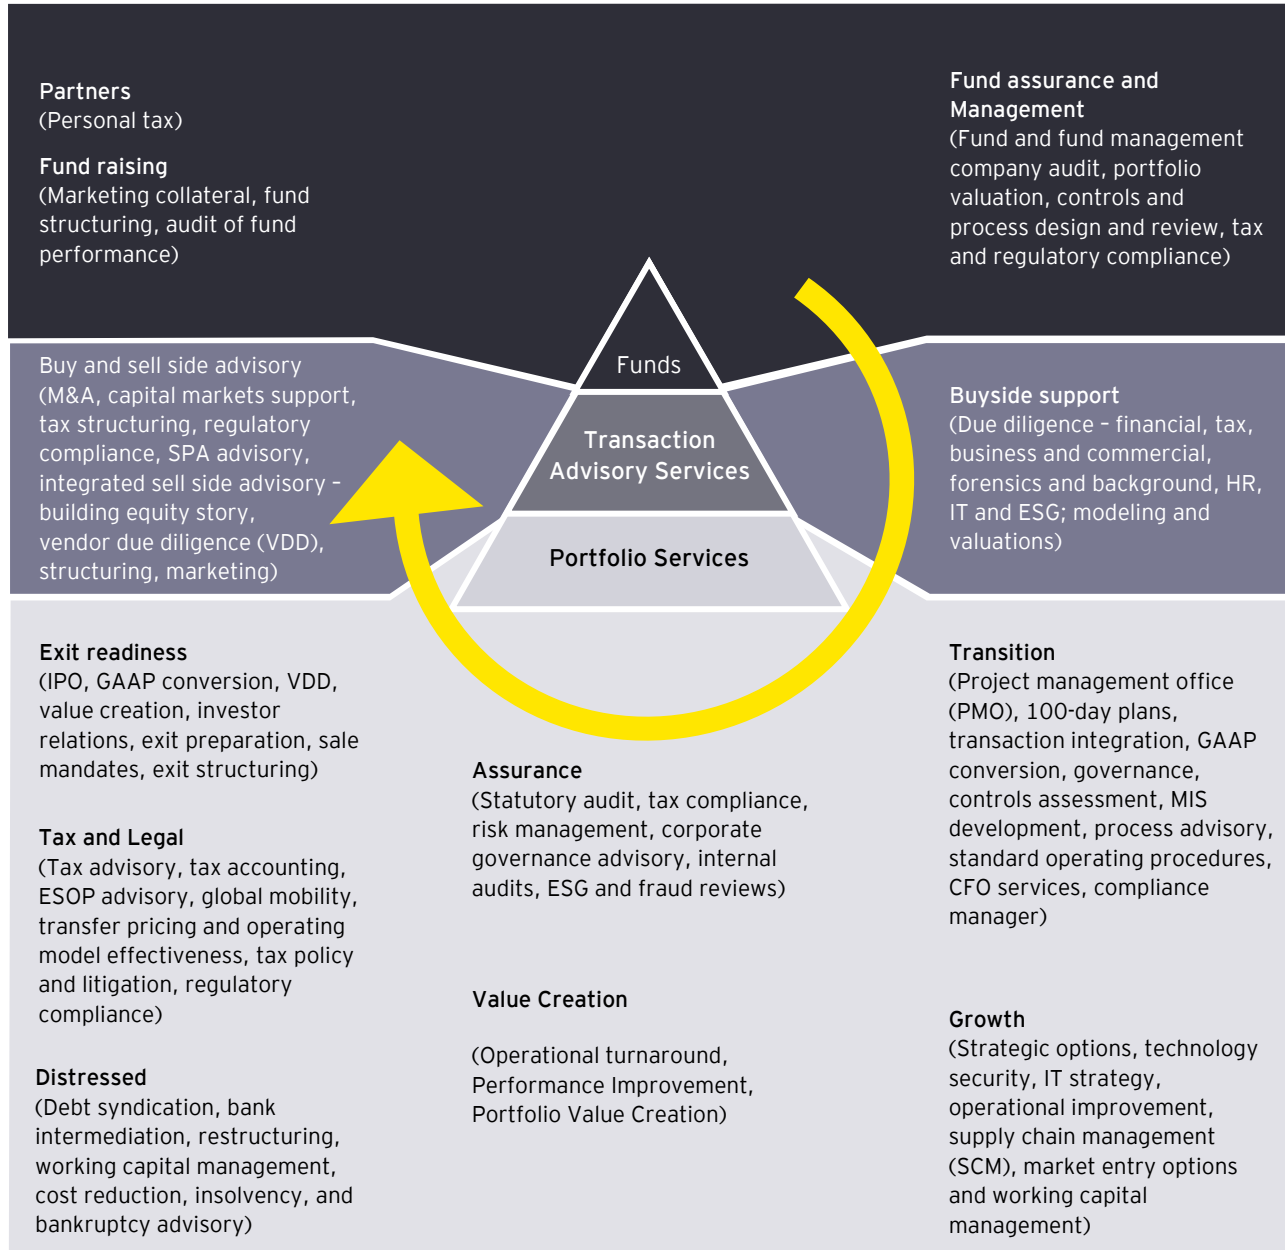 Partners
(Personal tax)
Fund raising
(Marketing collateral, fund
structuring, audit of fund
performance)
Fund assurance and
Management
(Fund and fund management
company audit, portfolio
valuation, controls and
process design and review, tax
and regulatory compliance)
Funds
Transaction
Advisory Services
Portfolio Services
Buy and sell side advisory
(M&A, capital markets support,
tax structuring, regulatory
compliance, SPA advisory,
integrated sell side advisory –
building equity story,
vendor due diligence (VDD),
structuring, marketing)
Buyside support
(Due diligence – financial, tax,
business and commercial,
forensics and background, HR,
IT and ESG; modeling and
valuations)
Exit readiness
(IPO, GAAP conversion, VDD,
value creation, investor
relations, exit preparation, sale
mandates, exit structuring)
Tax and Legal
(Tax advisory, tax accounting,
ESOP advisory, global mobility,
transfer pricing and operating
model effectiveness, tax policy
and litigation, regulatory
compliance)
Distressed
(Debt syndication, bank
intermediation, restructuring,
working capital management,
cost reduction, insolvency, and
bankruptcy advisory)
Assurance
(Statutory audit, tax compliance,
risk management, corporate
governance advisory, internal
audits, ESG and fraud reviews)
Value Creation
(Operational turnaround,
Performance Improvement,
Portfolio Value Creation)
Transition
(Project management office
(PMO), 100-day plans,
transaction integration, GAAP
conversion, governance,
controls assessment, MIS
development, process advisory,
standard operating procedures,
CFO services, compliance
manager)
Growth
(Strategic options, technology
security, IT strategy,
operational improvement,
supply chain management
(SCM), market entry options
and working capital
management)